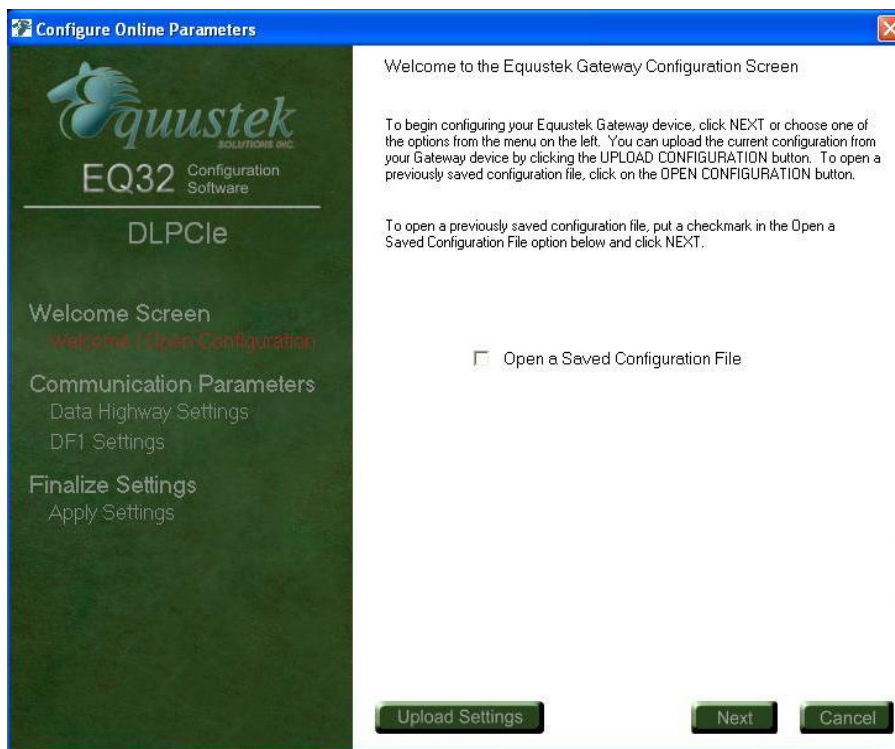 Configure Online Parameters
Equustek
SOLUTIONS INC.
EQ32 Configuration Software
DLPCIe
Welcome Screen
Welcome / Open Configuration
Communication Parameters
Data Highway Settings
DF1 Settings
Finalize Settings
Apply Settings
Welcome to the Equustek Gateway Configuration Screen
To begin configuring your Equustek Gateway device, click NEXT or choose one of
the options from the menu on the left. You can upload the current configuration from
your Gateway device by clicking the UPLOAD CONFIGURATION button. To open a
previously saved configuration file, click on the OPEN CONFIGURATION button.
To open a previously saved configuration file, put a checkmark in the Open a
Saved Configuration File option below and click NEXT.
Open a Saved Configuration File
Upload Settings
Next
Cancel